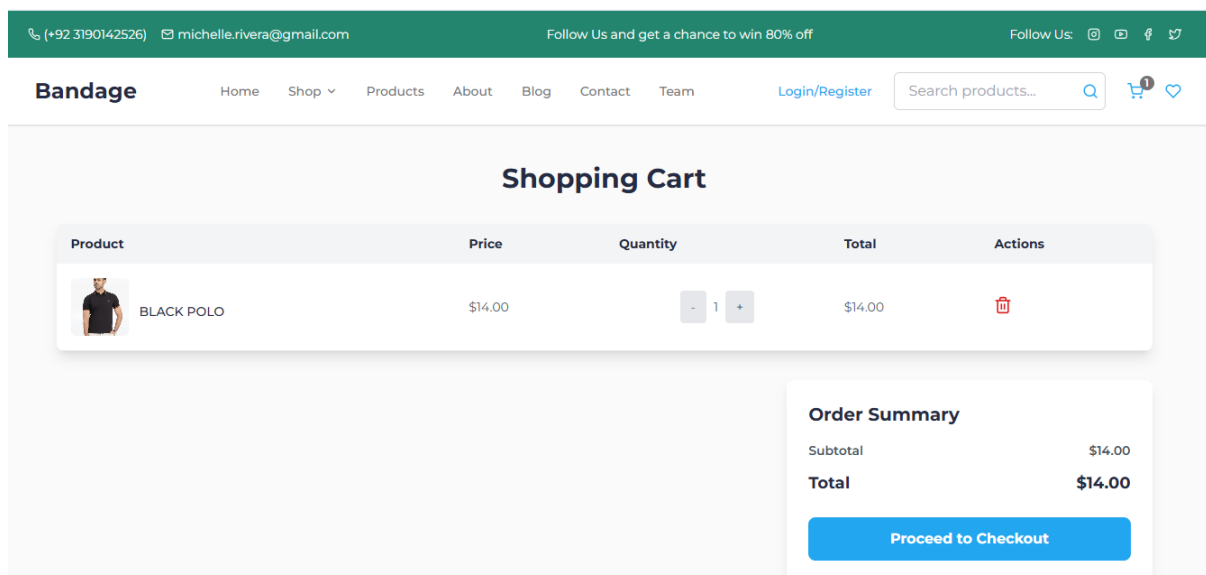 (+92 3190142526) michelle.rivera@gmail.com Follow Us and get a chance to win 80% off Follow Us:
Bandage Home Shop Products About Blog Contact Team Login/Register Search products... 1
Shopping Cart
Product Price Quantity Total Actions
BLACK POLO $14.00 - 1 + $14.00
Order Summary
Subtotal $14.00
Total $14.00
Proceed to Checkout